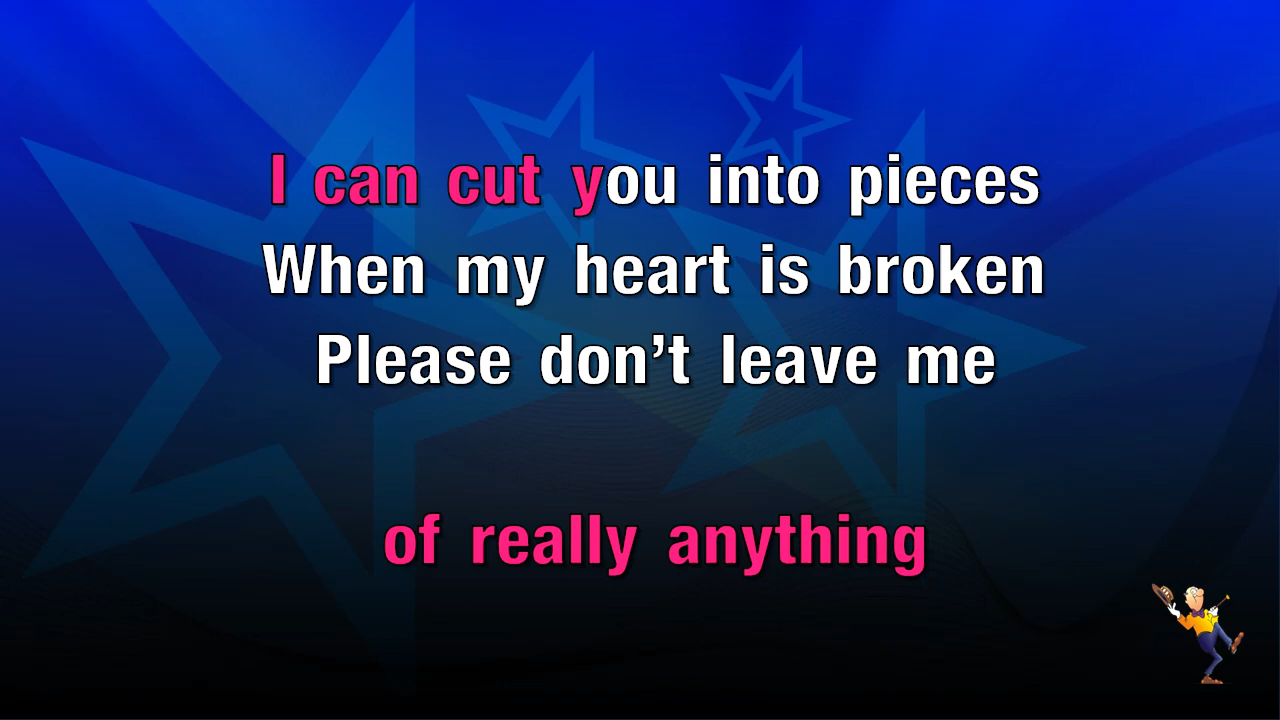 I can cut you into pieces
When my heart is broken
Please don’t leave me
of really anything